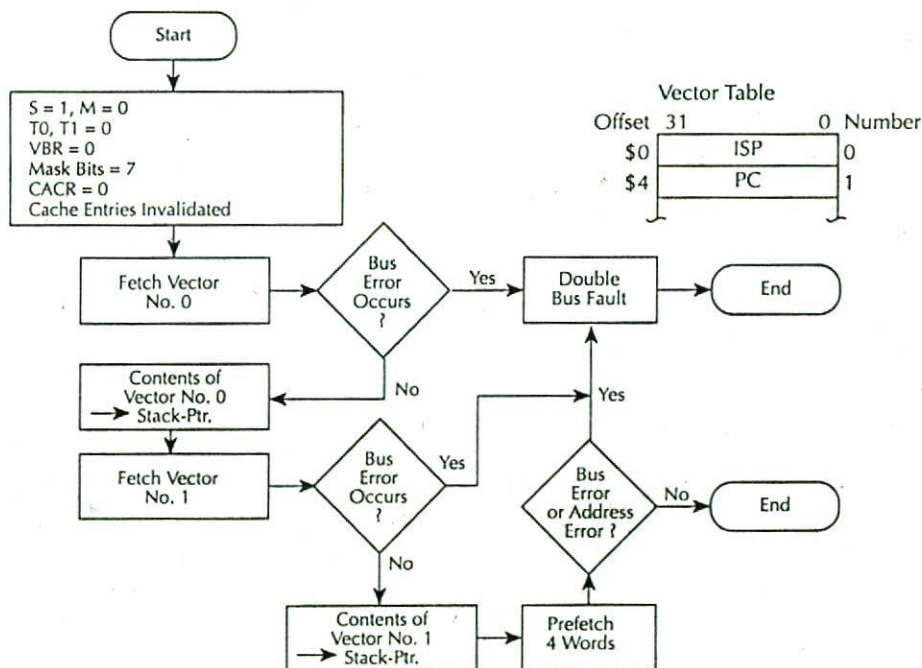 Start
S = 1, M = 0
T0, T1 = 0
VBR = 0
Mask Bits = 7
CACR = 0
Cache Entries Invalidated
Vector Table
Offset 31 0 Number
$0 ISP 0
$4 PC 1
Fetch Vector
No. 0
Bus
Error
Occurs
?
Yes
Double
Bus Fault
End
No
Contents of
Vector No. 0
Stack-Ptr.
Yes
Fetch Vector
No. 1
Bus
Error
Occurs
?
Yes
Bus
Error
or Address
Error ?
No
End
No
Contents of
Vector No. 1
Stack-Ptr.
Prefetch
4 Words